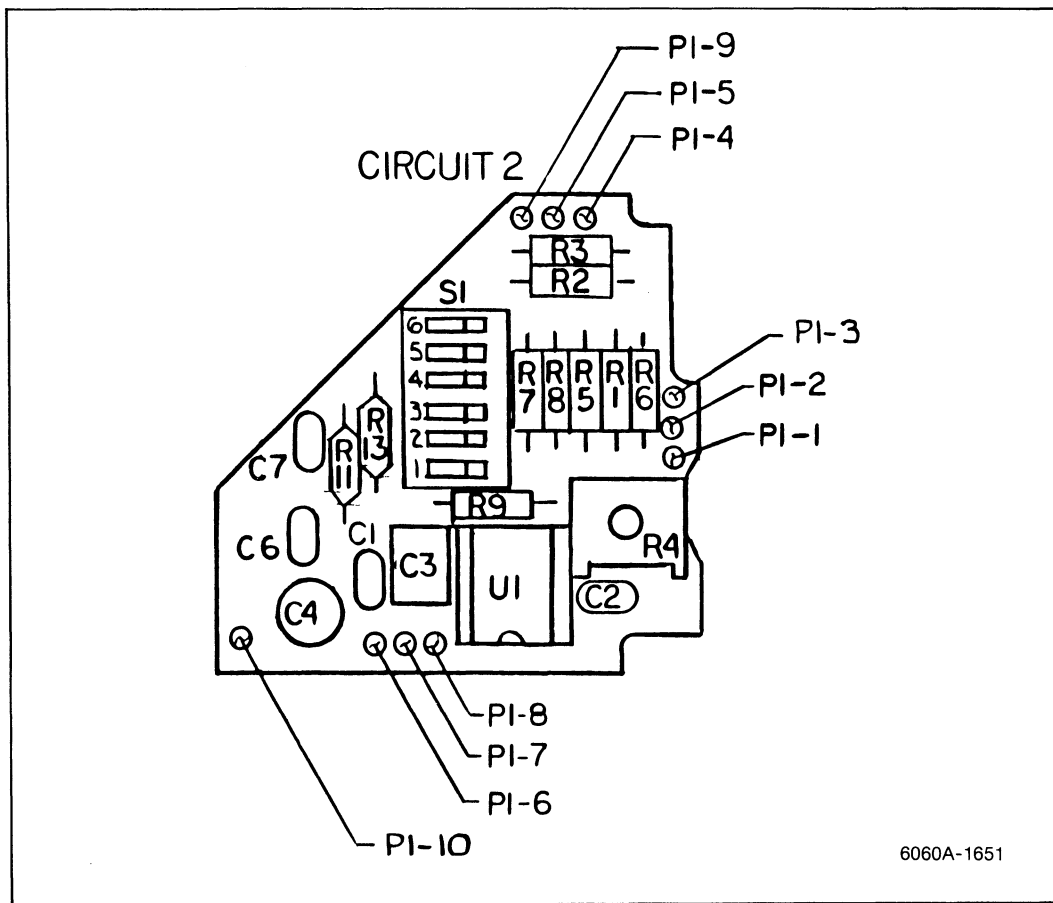 P1-9
P1-5
P1-4
CIRCUIT 2
R3
R2
S1
6
5
4
3
2
1
R7
R8
R5
R1
R6
P1-3
P1-2
P1-1
R13
R11
C7
R9
C6
C1
C3
U1
R4
C2
C4
P1-8
P1-7
P1-6
P1-10
6060A-1651